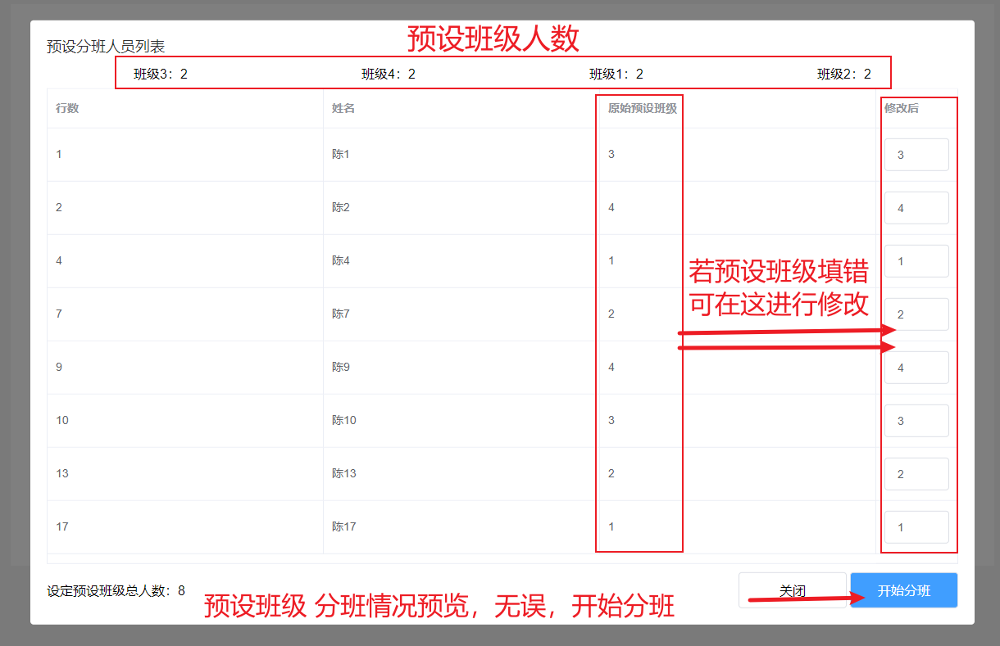 预设班级人数
预设分班人员列表
班级3：2 班级4：2 班级1：2 班级2：2
行数 姓名 原始预设班级 修改后
1 陈1 3 3
2 陈2 4 4
4 陈4 1 1
若预设班级填错
可在这进行修改
7 陈7 2 2
9 陈9 4 4
10 陈10 3 3
13 陈13 2 2
17 陈17 1 1
设定预设班级总人数：8
关闭 开始分班
预设班级 分班情况预览，无误，开始分班